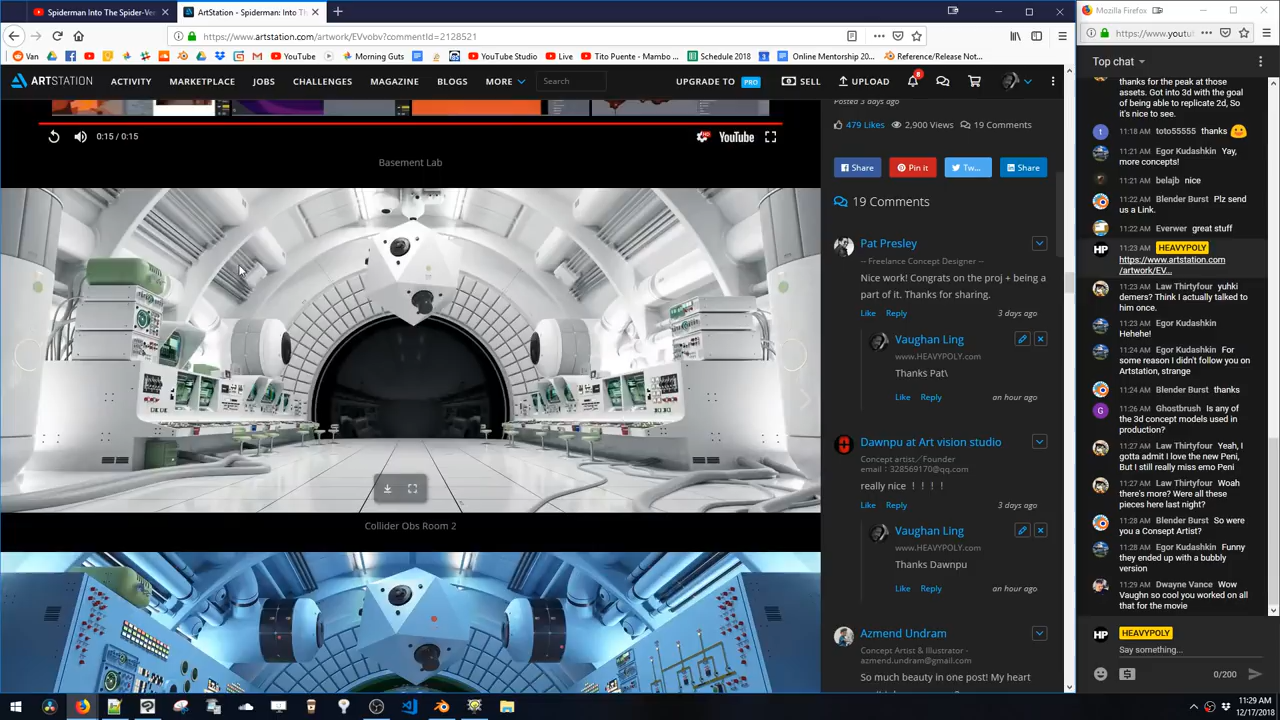 Spiderman Into The Spider-Ver
ArtStation - Spiderman: Into Th
https://www.artstation.com/artwork/EVvobv?commentId=2128521
Van
YouTube
Morning Guts
YouTube Studio
Tito Puente - Mambo
Schedule 2018
Online Mentorship 20...
Reference/Release Not...
ARTSTATION
ACTIVITY
MARKETPLACE
JOBS
CHALLENGES
MAGAZINE
BLOGS
MORE
Search
UPGRADE TO PRO
SELL
UPLOAD
8
0:15 / 0:15
HD
YouTube
Basement Lab
Collider Obs Room 2
Posted 3 days ago
479 Likes
2,900 Views
19 Comments
Share
Pin it
Tw...
Share
19 Comments
Pat Presley
-- Freelance Concept Designer --
Nice work! Congrats on the proj + being a
part of it. Thanks for sharing.
Like Reply
3 days ago
Vaughan Ling
www.HEAVYPOLY.com
Thanks Pat\
Like Reply
an hour ago
Dawnpu at Art vision studio
Concept artist／Founder
email：328569170@qq.com
really nice ！！！！
Like Reply
3 days ago
Vaughan Ling
www.HEAVYPOLY.com
Thanks Dawnpu
Like Reply
an hour ago
Azmend Undram
Concept Artist & Illustrator -
azmend.undram@gmail.com
So much beauty in one post! My heart
Mozilla Firefox
https://www.youtu
Top chat
thanks for the peak at those
assets. Got into 3d with the goal
of being able to replicate 2d, So
it's nice to see.
11:18 AM toto55555 thanks
11:21 AM Egor Kudashkin Yay,
more concepts!
11:21 AM belajb nice
11:22 AM Blender Burst Plz send
us a Link.
11:22 AM Everwer great stuff
11:23 AM HEAVYPOLY
https://www.artstation.com
/artwork/EV...
11:23 AM Law Thirtyfour yuhki
demers? Think I actually talked to
him once.
11:23 AM Egor Kudashkin
Hehehe!
11:24 AM Egor Kudashkin For
some reason I didn't follow you on
Artstation, strange
11:24 AM Blender Burst thanks
11:26 AM Ghostbrush Is any of
the 3d concept models used in
production?
11:27 AM Law Thirtyfour Yeah, I
gotta admit I love the new Peni,
But I still really miss emo Peni
11:27 AM Law Thirtyfour Woah
there's more? Were all these
pieces here last night?
11:28 AM Blender Burst So were
you a Consept Artist?
11:28 AM Egor Kudashkin Funny
they ended up with a bubbly
version
11:29 AM Dwayne Vance Wow
Vaughn so cool you worked on all
that for the movie
HP
HEAVYPOLY
Say something...
0/200
11:29 AM
12/17/2018